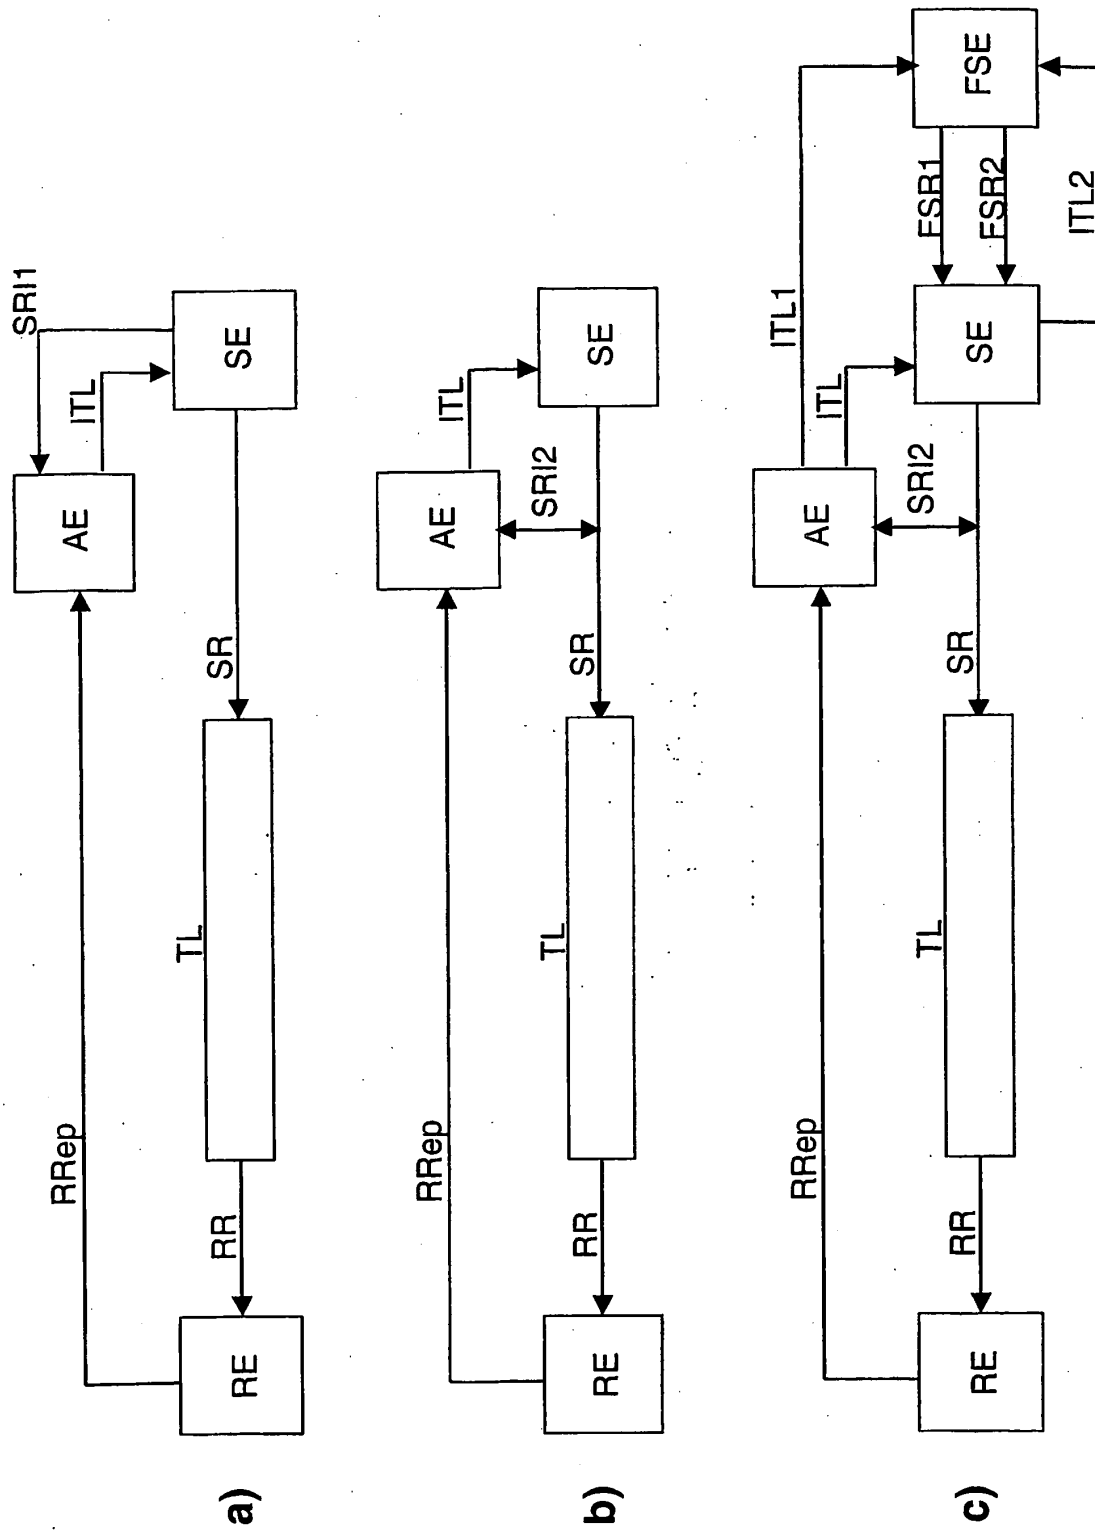 a)
RE
RRep
RR
TL
SR
AE
ITL
SRI1
SE
b)
RE
RRep
RR
TL
SR
AE
SRI2
ITL
SE
c)
RE
RRep
RR
TL
SR
AE
SRI2
ITL
ITL1
SE
FSR1
FSR2
FSE
ITL2